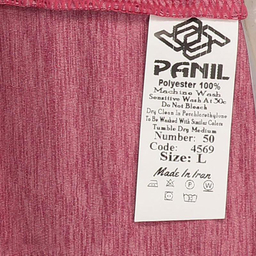 PANIL
Polyester 100%
Machine Wash
Sensitive Wash At 30c
Do Not Bleach
Dry Clean in Perchlorethylene
To Be Washed with Similar Colors
Tumble Dry Medium
Number: 50
Code: 4569
Size: L
Made In Iran
P W